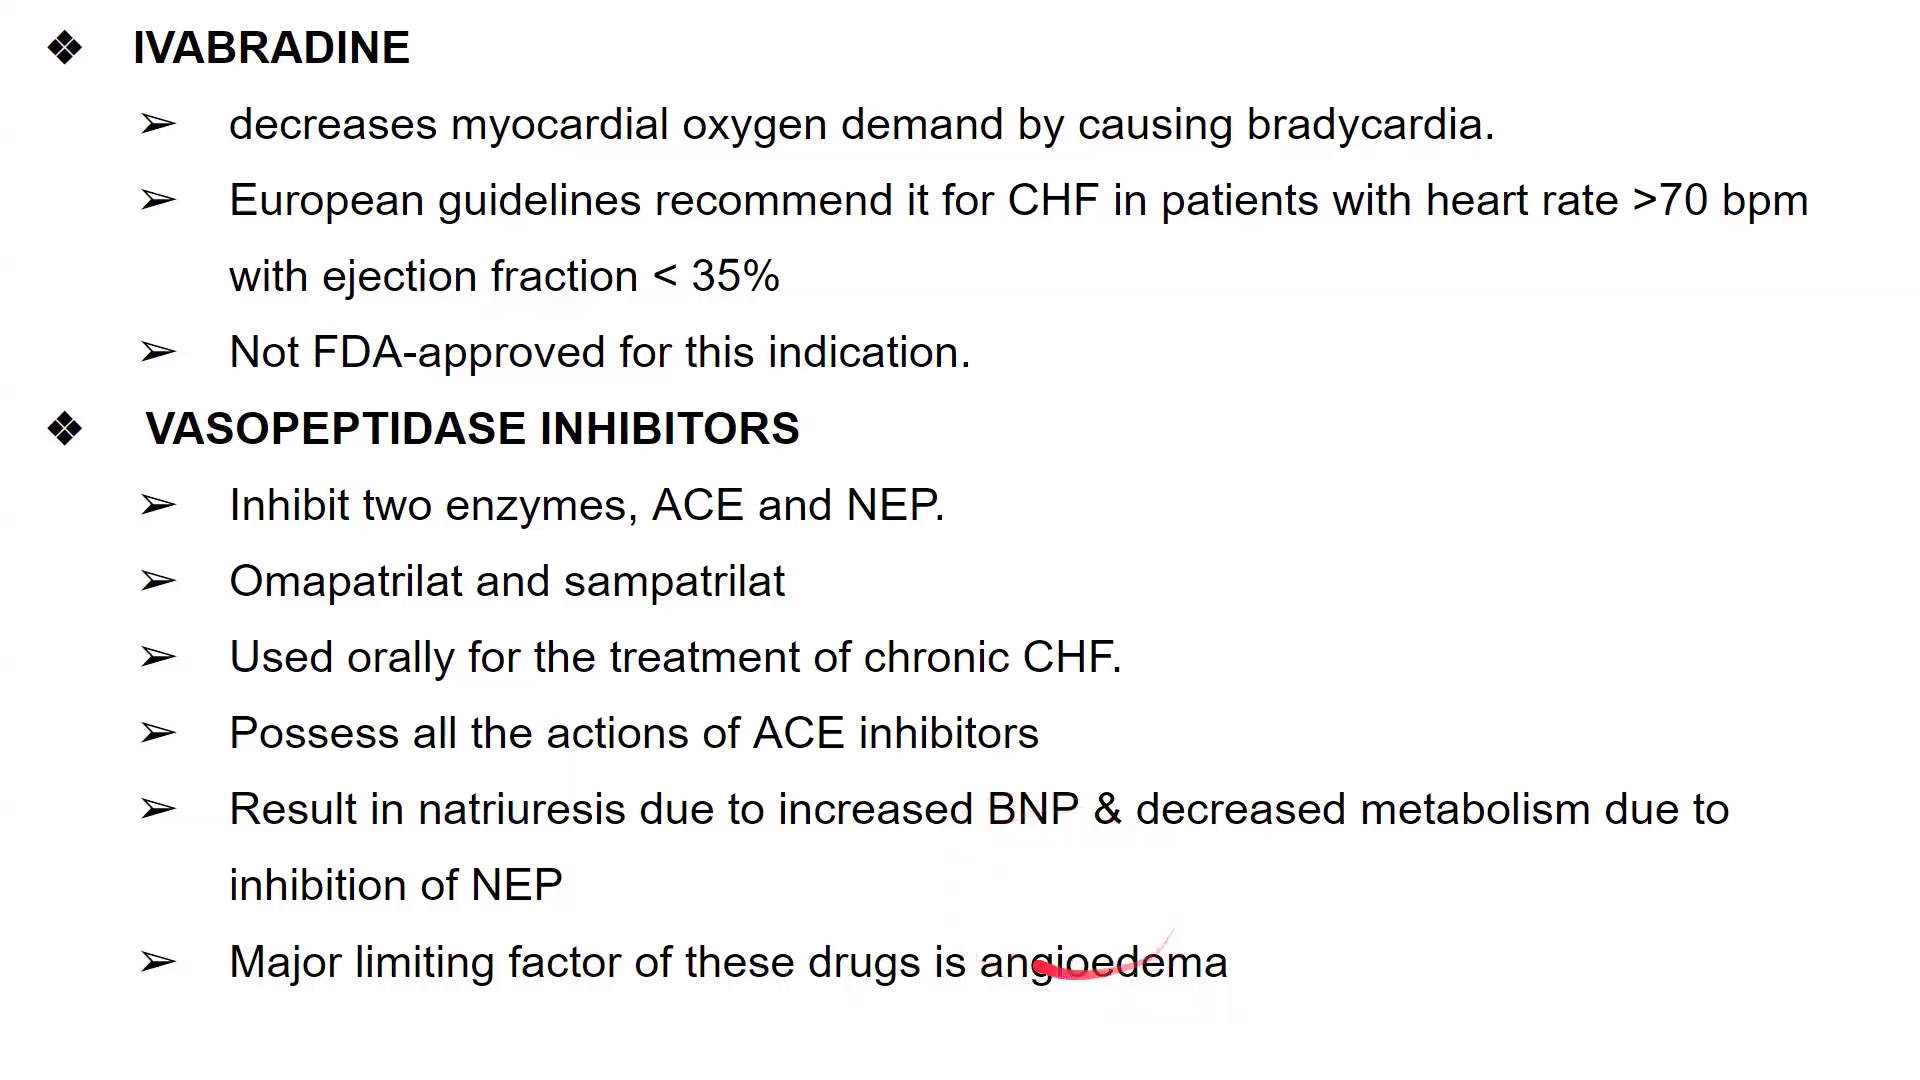 ❖ IVABRADINE
➢ decreases myocardial oxygen demand by causing bradycardia.
➢ European guidelines recommend it for CHF in patients with heart rate >70 bpm
with ejection fraction < 35%
➢ Not FDA-approved for this indication.
❖ VASOPEPTIDASE INHIBITORS
➢ Inhibit two enzymes, ACE and NEP.
➢ Omapatrilat and sampatrilat
➢ Used orally for the treatment of chronic CHF.
➢ Possess all the actions of ACE inhibitors
➢ Result in natriuresis due to increased BNP & decreased metabolism due to
inhibition of NEP
➢ Major limiting factor of these drugs is angioedema